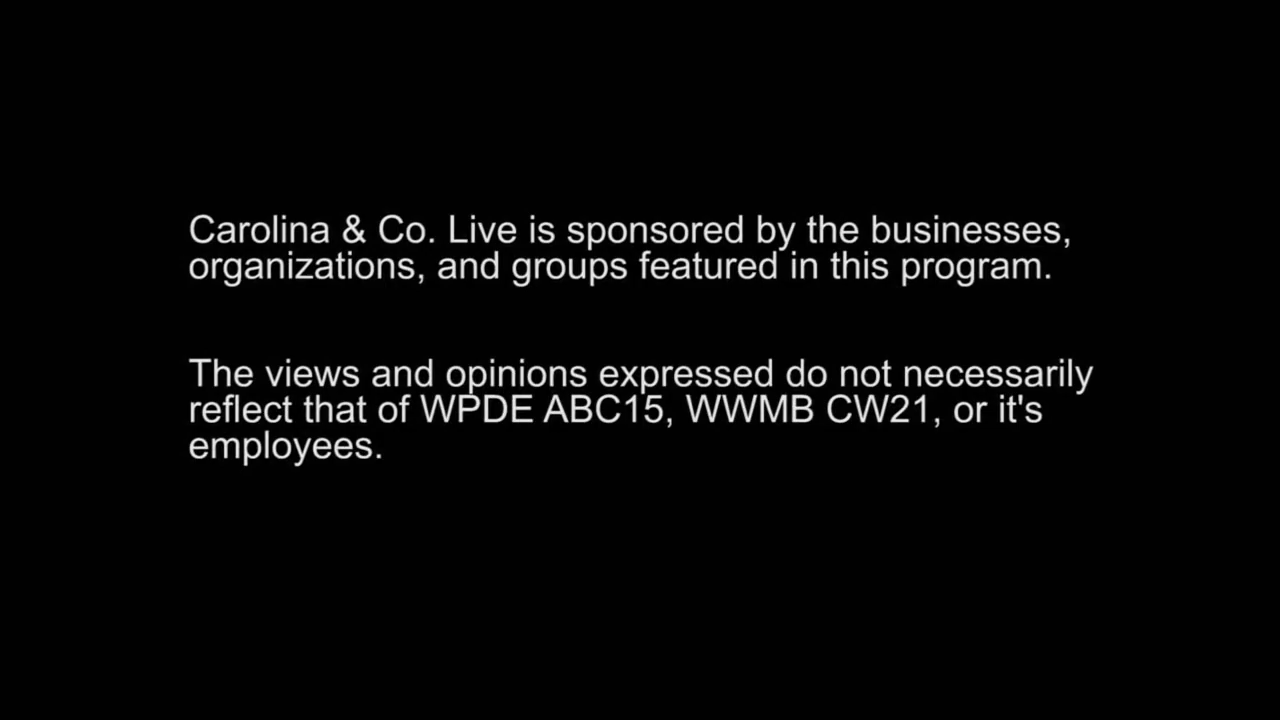 Carolina & Co. Live is sponsored by the businesses,
organizations, and groups featured in this program.
The views and opinions expressed do not necessarily
reflect that of WPDE ABC15, WWMB CW21, or it's
employees.